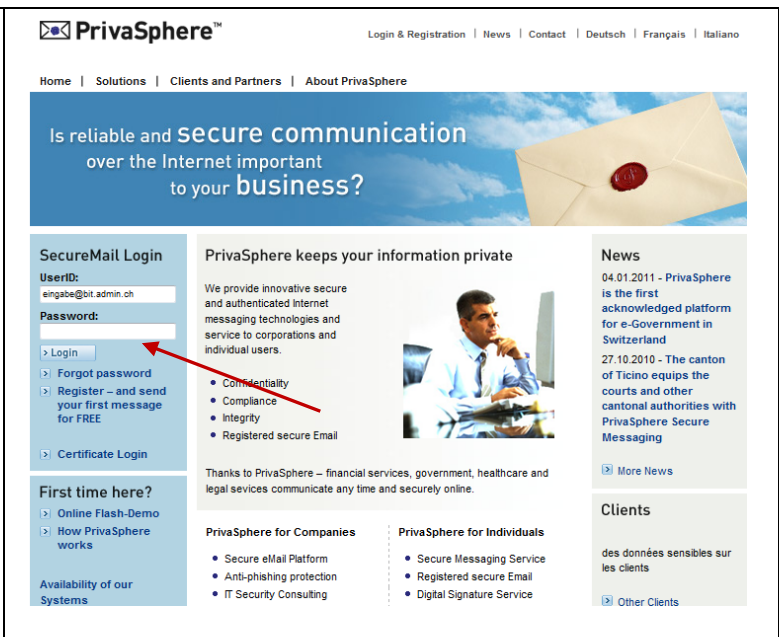 PrivaSphere™
Login & Registration | News | Contact | Deutsch | Français | Italiano
Home | Solutions | Clients and Partners | About PrivaSphere
Is reliable and secure communication
over the Internet important
to your business?
SecureMail Login
UserID:
eingabe@bit.admin.ch
Password:
Login
Forgot password
Register – and send
your first message
for FREE
Certificate Login
First time here?
Online Flash-Demo
How PrivaSphere
works
Availability of our
Systems
PrivaSphere keeps your information private
We provide innovative secure
and authenticated Internet
messaging technologies and
service to corporations and
individual users.
Confidentiality
Compliance
Integrity
Registered secure Email
Thanks to PrivaSphere – financial services, government, healthcare and
legal services communicate any time and securely online.
PrivaSphere for Companies
Secure eMail Platform
Anti-phishing protection
IT Security Consulting
PrivaSphere for Individuals
Secure Messaging Service
Registered secure Email
Digital Signature Service
News
04.01.2011 - PrivaSphere
is the first
acknowledged platform
for e-Government in
Switzerland
27.10.2010 - The canton
of Ticino equips the
courts and other
cantonal authorities with
PrivaSphere Secure
Messaging
More News
Clients
des données sensibles sur
les clients
Other Clients